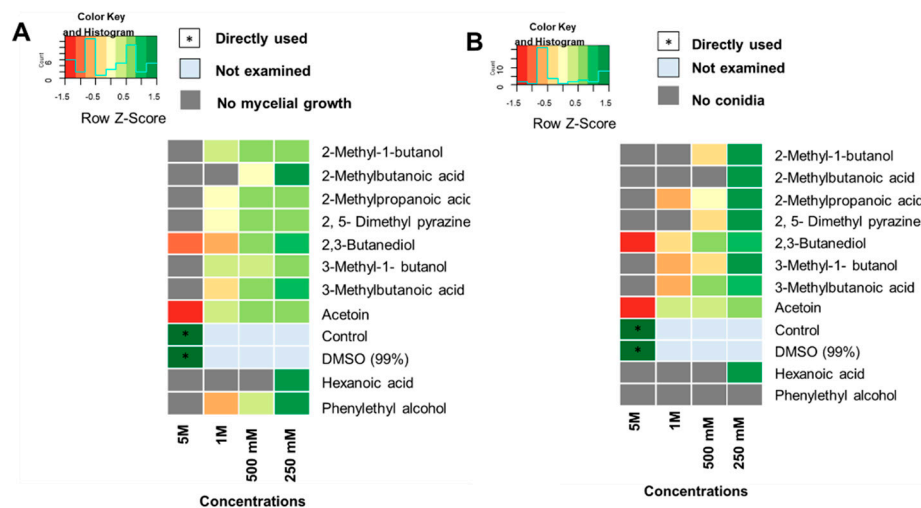 A
Color Key
and Histogram
Count
0 6
-1.5 -0.5 0.5 1.5
Row Z-Score
* Directly used
Not examined
No mycelial growth
2-Methyl-1-butanol
2-Methylbutanoic acid
2-Methylpropanoic acid
2, 5- Dimethyl pyrazine
2,3-Butanediol
3-Methyl-1- butanol
3-Methylbutanoic acid
Acetoin
* Control
* DMSO (99%)
Hexanoic acid
Phenylethyl alcohol
5M
1M
500 mM
250 mM
Concentrations
B
Color Key
and Histogram
Count
0 10
-1.5 -0.5 0.5 1.5
Row Z-Score
* Directly used
Not examined
No conidia
2-Methyl-1-butanol
2-Methylbutanoic acid
2-Methylpropanoic acid
2, 5- Dimethyl pyrazine
2,3-Butanediol
3-Methyl-1- butanol
3-Methylbutanoic acid
Acetoin
* Control
* DMSO (99%)
Hexanoic acid
Phenylethyl alcohol
5M
1M
500 mM
250 mM
Concentrations